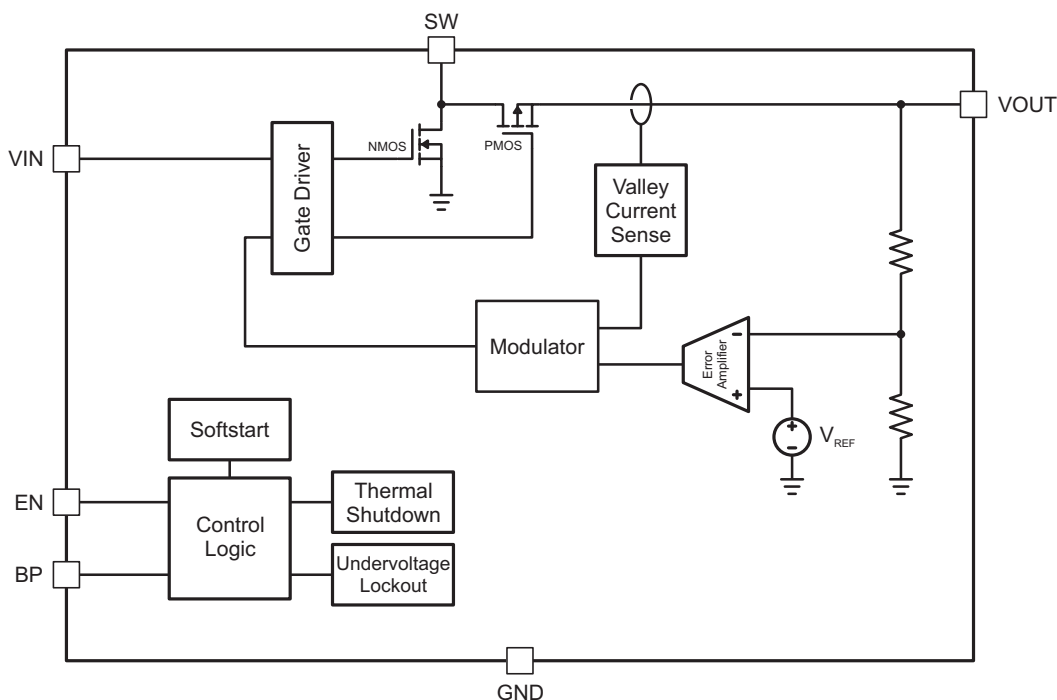 SW
VOUT
VIN
Gate Driver
NMOS
PMOS
Valley
Current
Sense
Modulator
Error
Amplifier
-
+
+
-
VREF
Softstart
EN
Control
Logic
Thermal
Shutdown
BP
Undervoltage
Lockout
GND